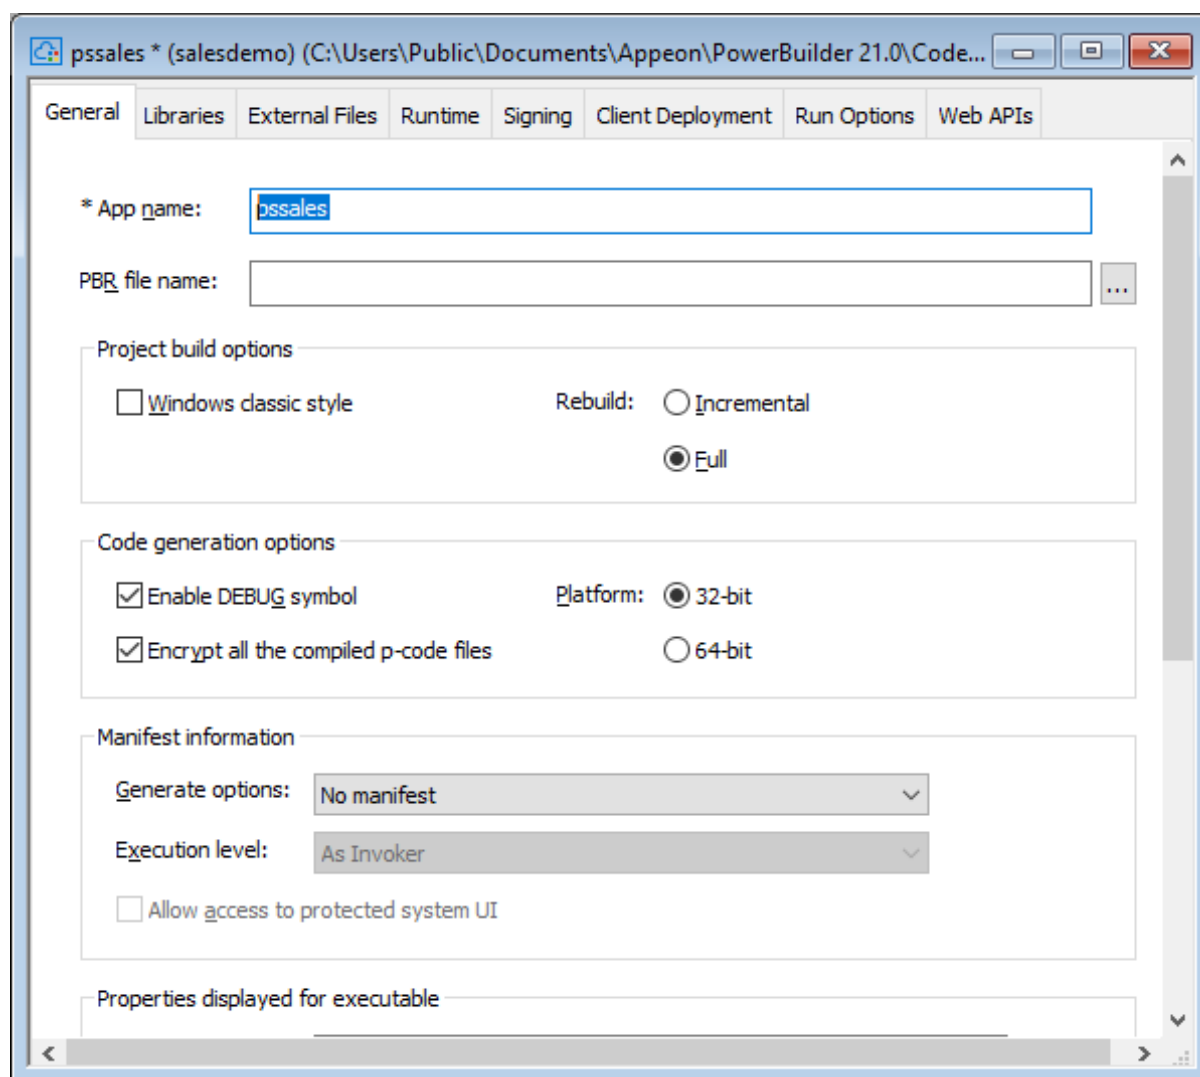 pssales * (salesdemo) (C:\Users\Public\Documents\Appeon\PowerBuilder 21.0\Code...
General Libraries External Files Runtime Signing Client Deployment Run Options Web APIs
* App name: pssales
PBR file name: ...
Project build options
Windows classic style Rebuild: Incremental
Full
Code generation options
Enable DEBUG symbol Platform: 32-bit
Encrypt all the compiled p-code files 64-bit
Manifest information
Generate options: No manifest
Execution level: As Invoker
Allow access to protected system UI
Properties displayed for executable